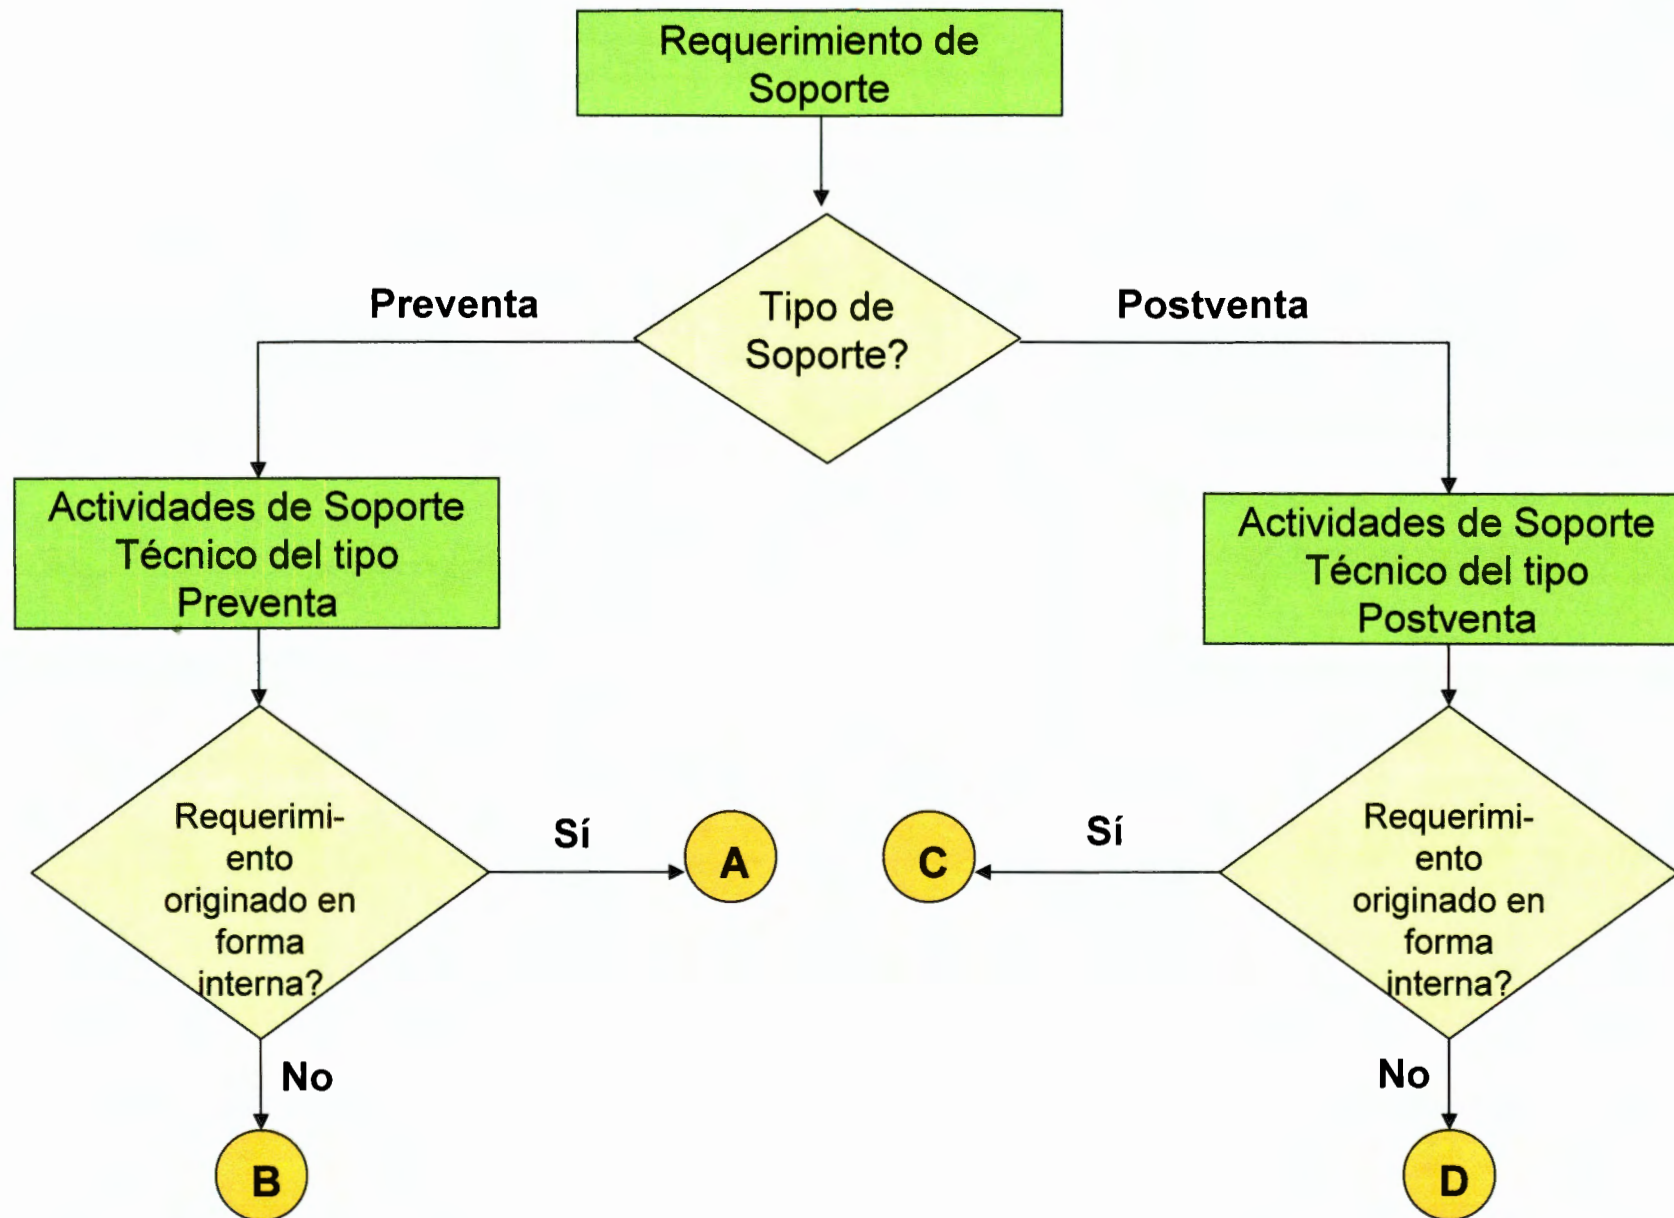 Requerimiento de
Soporte
Preventa
Tipo de
Soporte?
Postventa
Actividades de Soporte
Técnico del tipo
Preventa
Actividades de Soporte
Técnico del tipo
Postventa
Requerimi-
ento
originado en
forma
interna?
Sí
A
C
Sí
Requerimi-
ento
originado en
forma
interna?
No
B
No
D